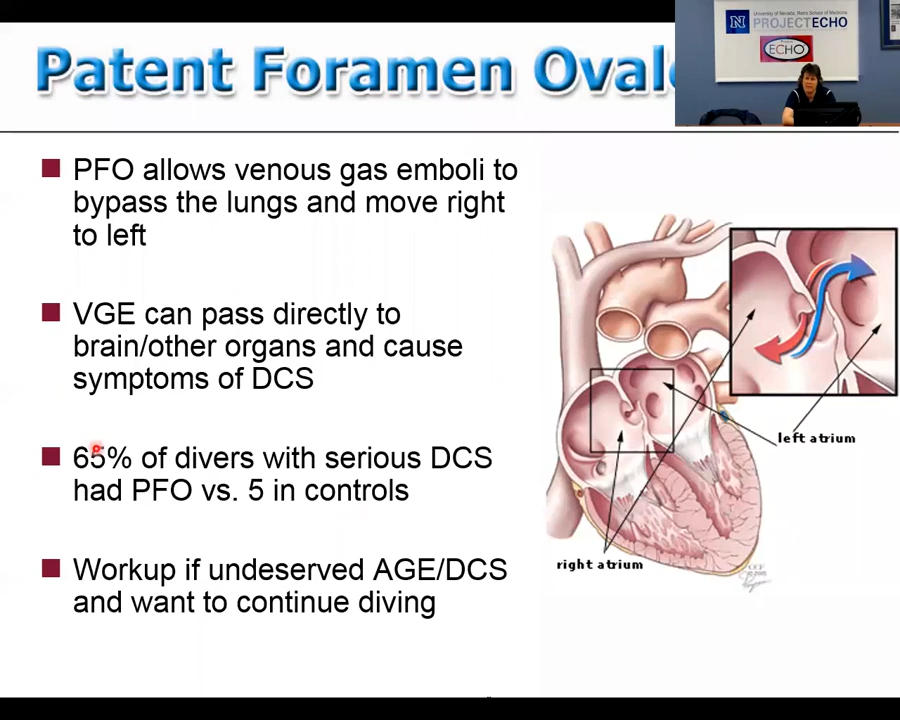 Patent Foramen Oval
University of Nevada, Reno School of Medicine
N
PROJECT ECHO
ECHO
PFO allows venous gas emboli to
bypass the lungs and move right
to left
VGE can pass directly to
brain/other organs and cause
symptoms of DCS
65% of divers with serious DCS
had PFO vs. 5 in controls
Workup if undeserved AGE/DCS
and want to continue diving
left atrium
right atrium
CCF